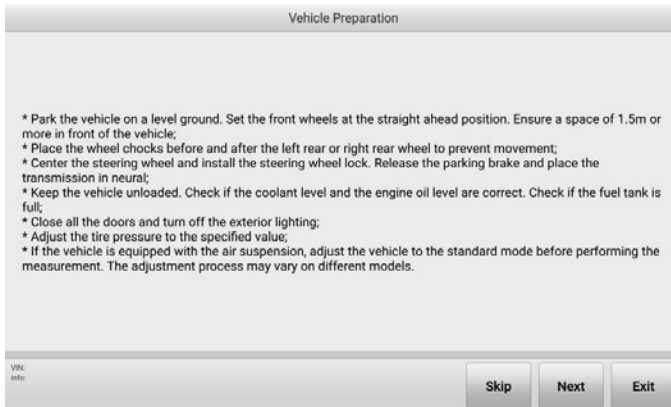 Vehicle Preparation
* Park the vehicle on a level ground. Set the front wheels at the straight ahead position. Ensure a space of 1.5m or
more in front of the vehicle;
* Place the wheel chocks before and after the left rear or right rear wheel to prevent movement;
* Center the steering wheel and install the steering wheel lock. Release the parking brake and place the
transmission in neural;
* Keep the vehicle unloaded. Check if the coolant level and the engine oil level are correct. Check if the fuel tank is
full;
* Close all the doors and turn off the exterior lighting;
* Adjust the tire pressure to the specified value;
* If the vehicle is equipped with the air suspension, adjust the vehicle to the standard mode before performing the
measurement. The adjustment process may vary on different models.
VIN:
Info:
Skip Next Exit